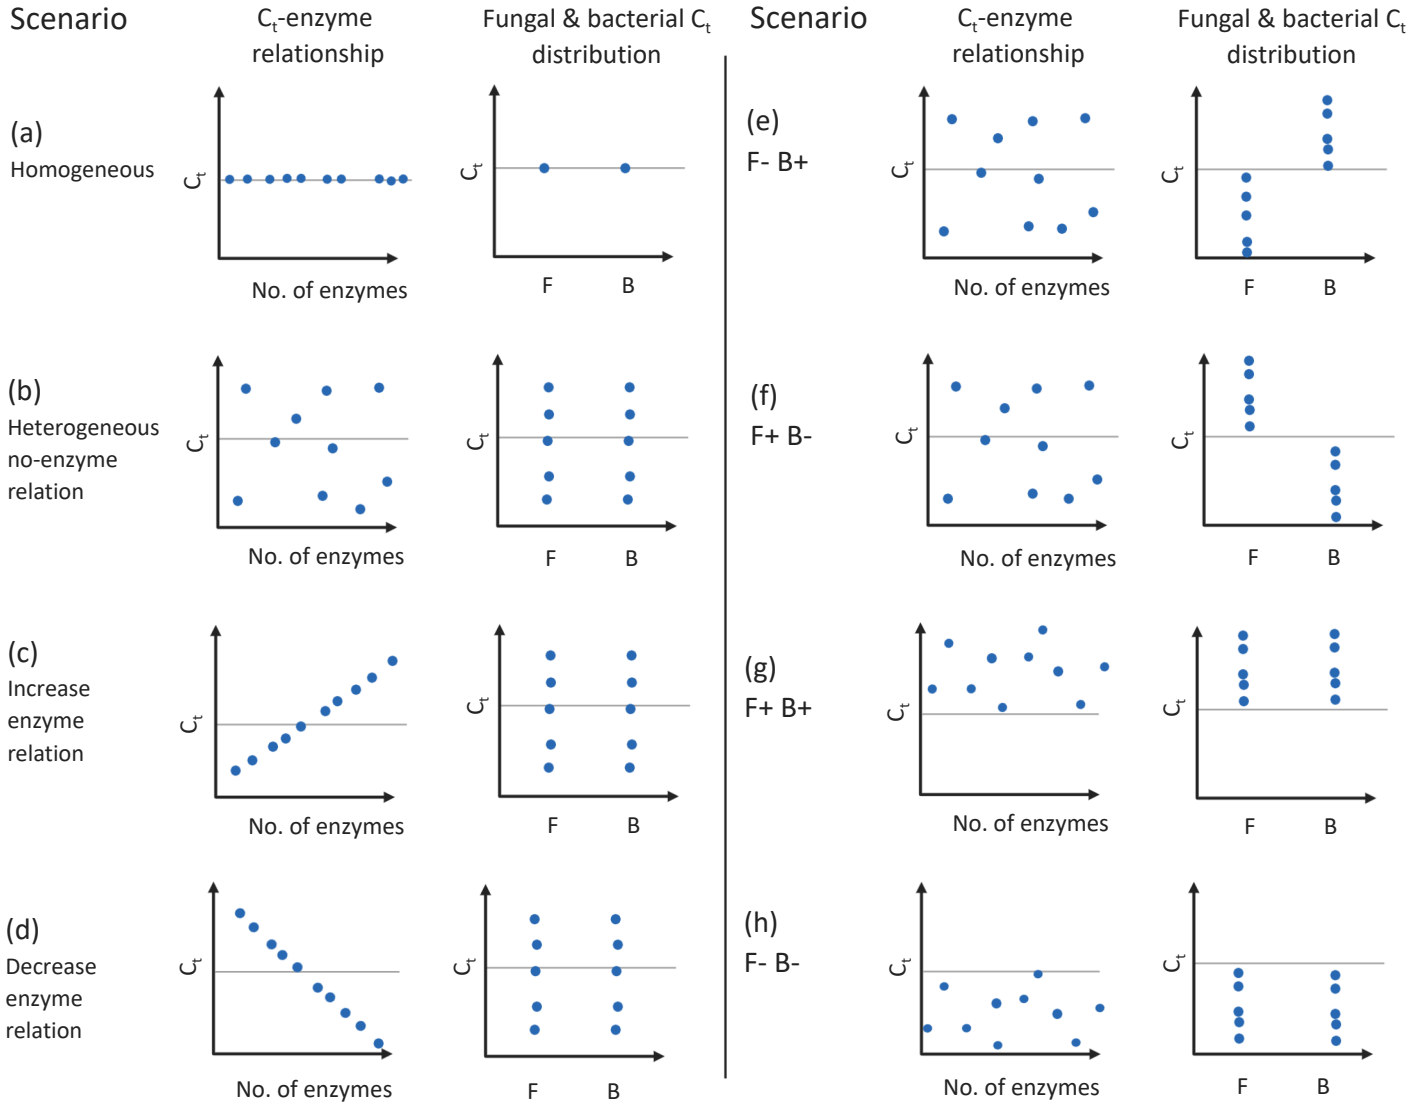 Scenario
Cₜ-enzyme
relationship
Fungal & bacterial Cₜ
distribution
(a)
Homogeneous
Cₜ
No. of enzymes
Cₜ
F B
(b)
Heterogeneous
no-enzyme
relation
Cₜ
No. of enzymes
Cₜ
F B
(c)
Increase
enzyme
relation
Cₜ
No. of enzymes
Cₜ
F B
(d)
Decrease
enzyme
relation
Cₜ
No. of enzymes
Cₜ
F B
Scenario
Cₜ-enzyme
relationship
Fungal & bacterial Cₜ
distribution
(e)
F- B+
Cₜ
No. of enzymes
Cₜ
F B
(f)
F+ B-
Cₜ
No. of enzymes
Cₜ
F B
(g)
F+ B+
Cₜ
No. of enzymes
Cₜ
F B
(h)
F- B-
Cₜ
No. of enzymes
Cₜ
F B